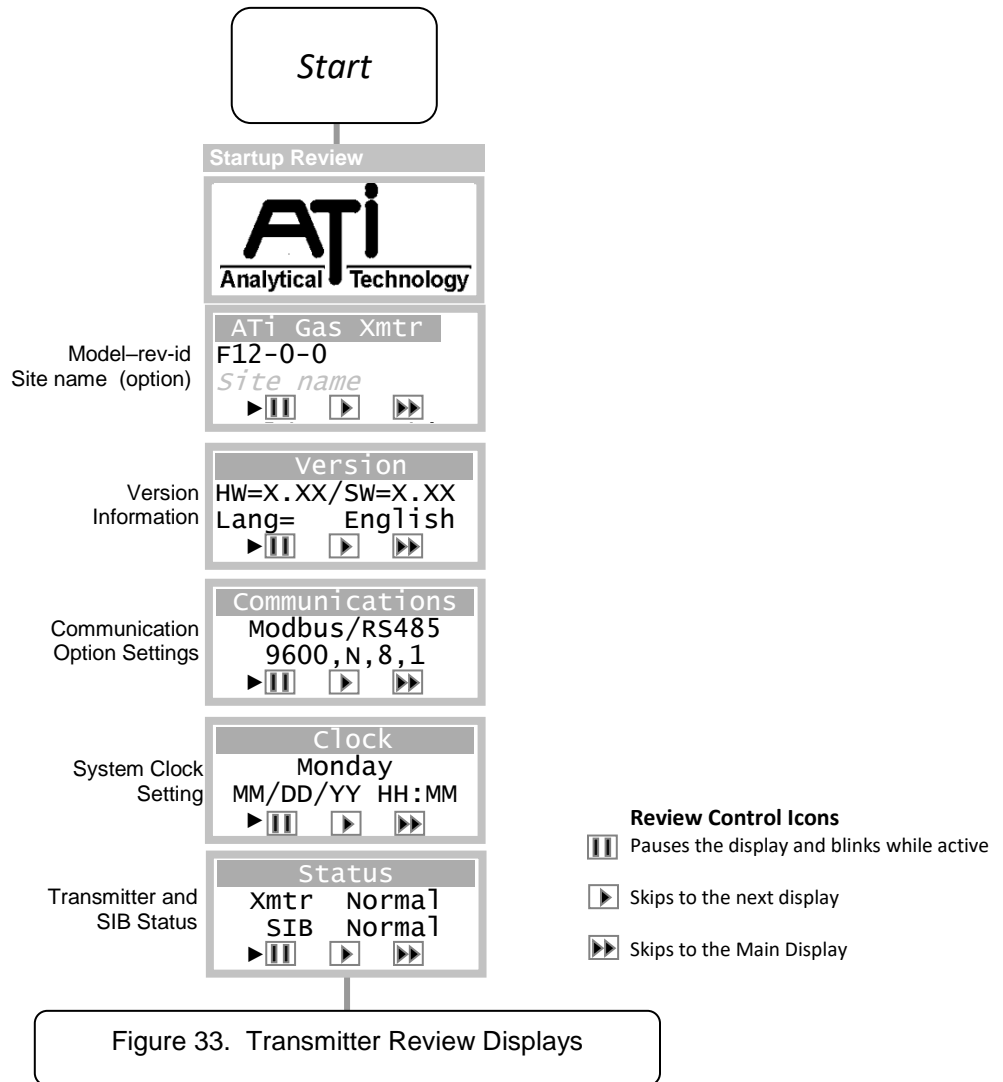 Start
Startup Review
ATi
Analytical Technology
Model–rev-id
Site name (option)
ATi Gas Xmtr
F12-0-0
Site name
Version
Information
Version
HW=X.XX/SW=X.XX
Lang= English
Communication
Option Settings
Communications
Modbus/RS485
9600,N,8,1
System Clock
Setting
Clock
Monday
MM/DD/YY HH:MM
Transmitter and
SIB Status
Status
Xmtr Normal
SIB Normal
Review Control Icons
Pauses the display and blinks while active
Skips to the next display
Skips to the Main Display
Figure 33. Transmitter Review Displays